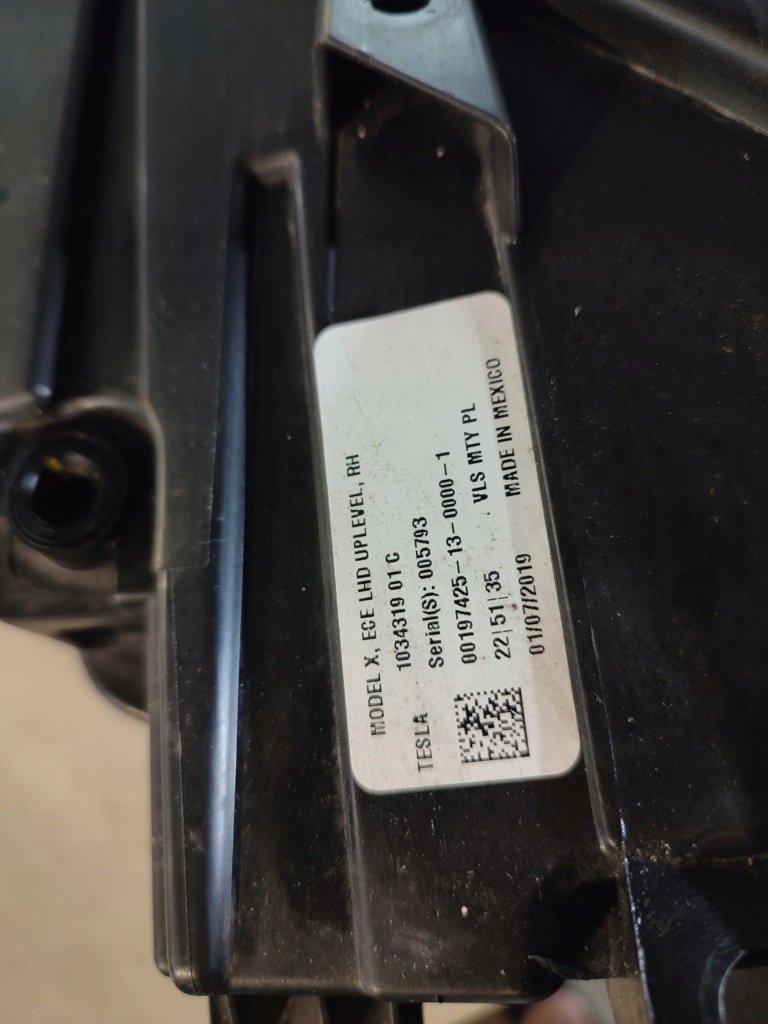 MODEL X, ECE LHD UPLEVEL, RH
1034319 01 C
TESLA Serial(S): 005793
00197425-13-0000-1
22|51|35 . VLS MTY PL
01/07/2019 MADE IN MEXICO